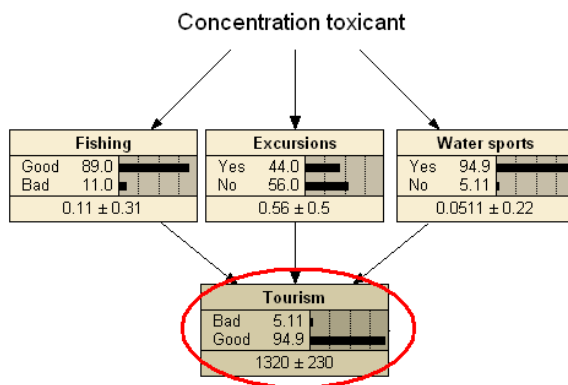 Concentration toxicant
Fishing
Good 89.0
Bad 11.0
0.11 ± 0.31
Excursions
Yes 44.0
No 56.0
0.56 ± 0.5
Water sports
Yes 94.9
No 5.11
0.0511 ± 0.22
Tourism
Bad 5.11
Good 94.9
1320 ± 230